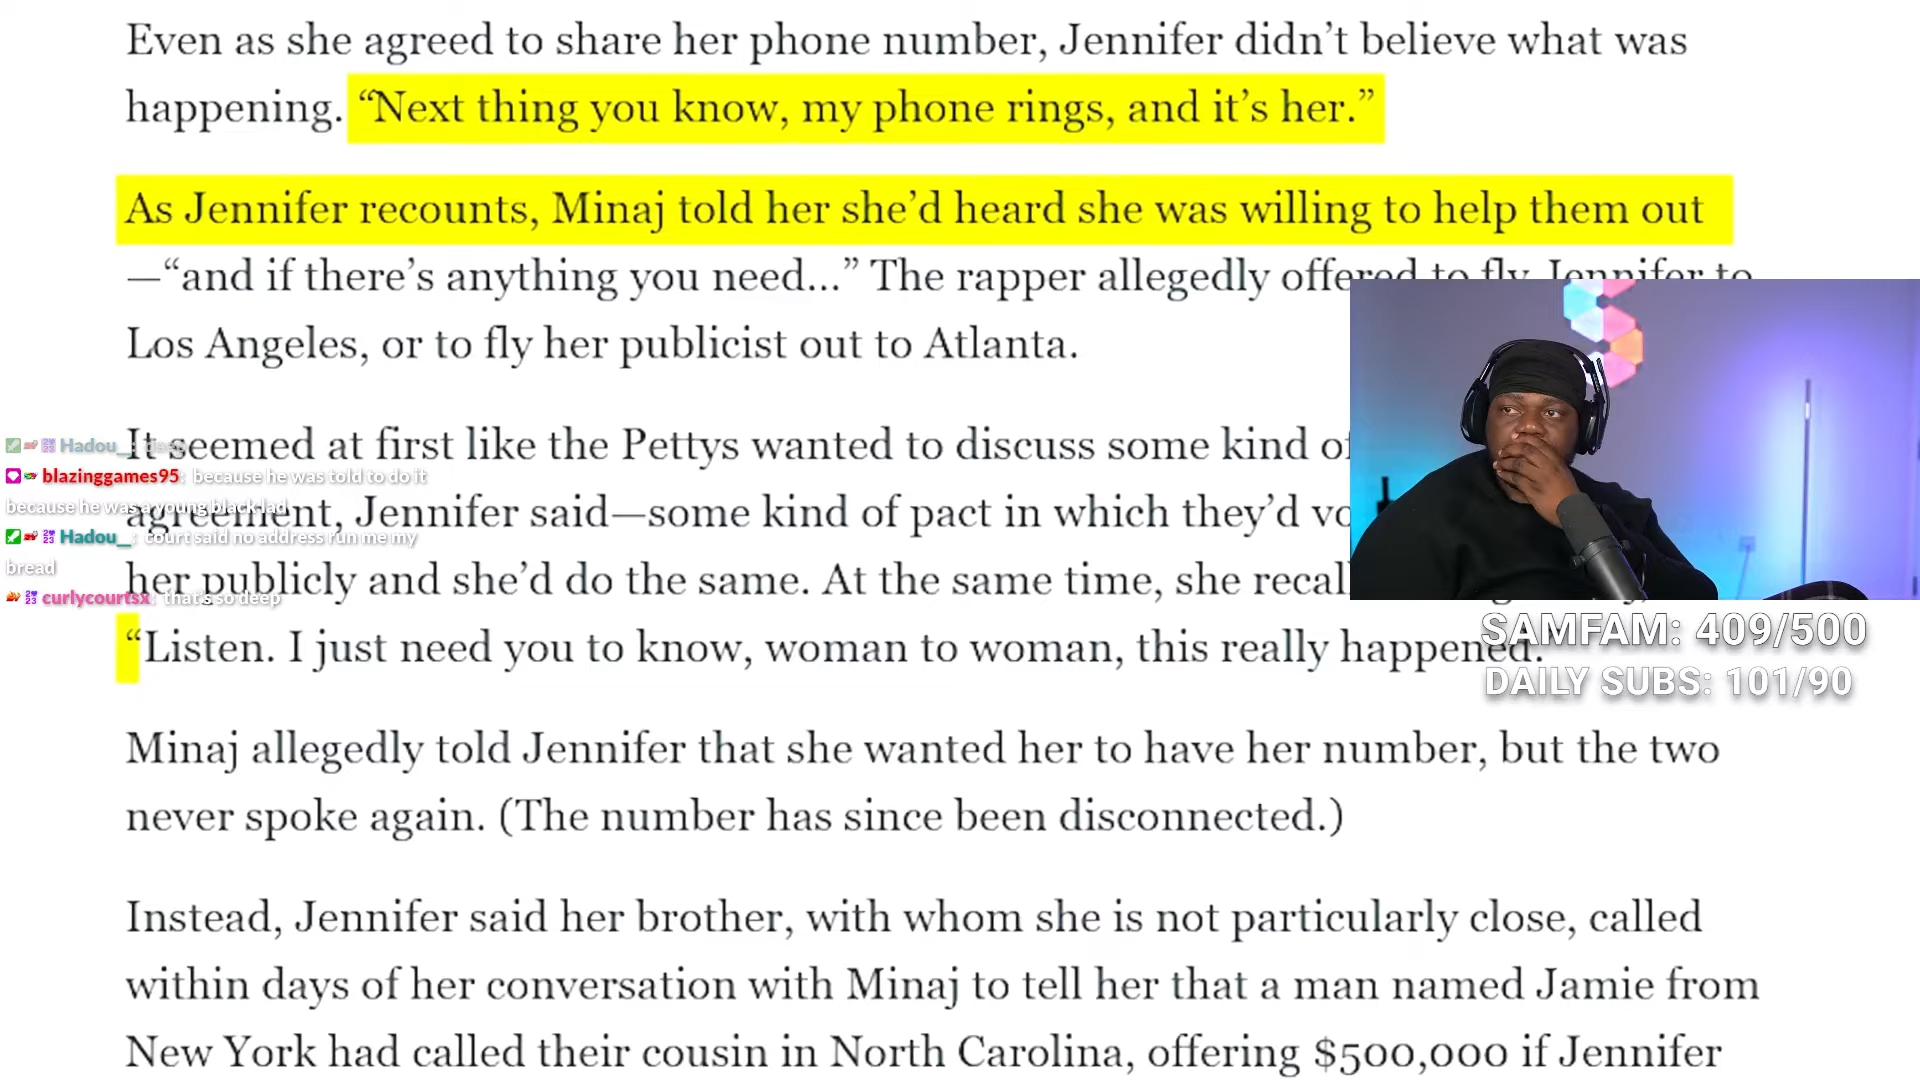 Even as she agreed to share her phone number, Jennifer didn’t believe what was
happening. “Next thing you know, my phone rings, and it’s her.”
As Jennifer recounts, Minaj told her she’d heard she was willing to help them out
—“and if there’s anything you need...” The rapper allegedly offered to fly Jennifer to
Los Angeles, or to fly her publicist out to Atlanta.
It seemed at first like the Pettys wanted to discuss some kind
agreement, Jennifer said—some kind of pact in which they’d
her publicly and she’d do the same. At the same time, she
“Listen. I just need you to know, woman to woman, this really happened.
Minaj allegedly told Jennifer that she wanted her to have her number, but the two
never spoke again. (The number has since been disconnected.)
Instead, Jennifer said her brother, with whom she is not particularly close, called
within days of her conversation with Minaj to tell her that a man named Jamie from
New York had called their cousin in North Carolina, offering $500,000 if Jennifer
Hadou__:
blazinggames95: because he was told to do it
because he was a young black lad
Hadou__: court said no address run me my
bread
curlycourtsx: that's so deep
SAMFAM: 409/500
DAILY SUBS: 101/90